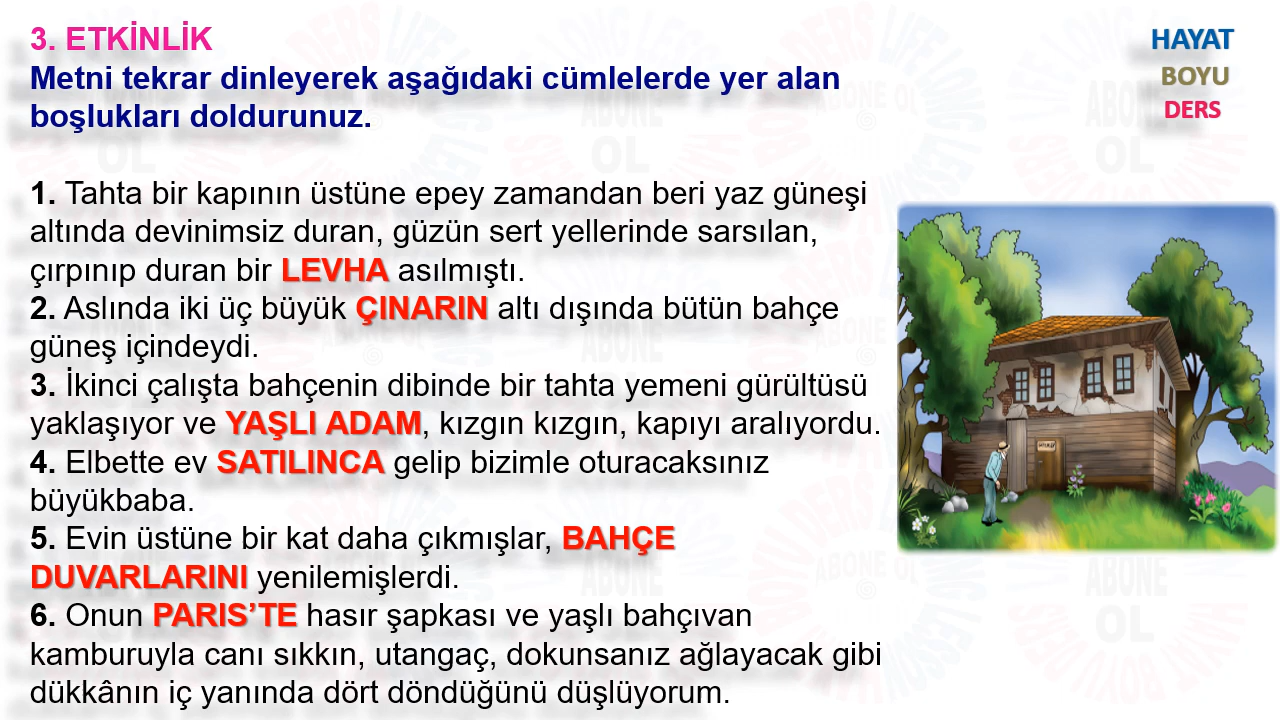 3. ETKİNLİK
Metni tekrar dinleyerek aşağıdaki cümlelerde yer alan
boşlukları doldurunuz.
HAYAT
BOYU
DERS
1. Tahta bir kapının üstüne epey zamandan beri yaz güneşi
altında devinimsiz duran, güzün sert yellerinde sarsılan,
çırpınıp duran bir LEVHA asılmıştı.
2. Aslında iki üç büyük ÇINARIN altı dışında bütün bahçe
güneş içindeydi.
3. İkinci çalışta bahçenin dibinde bir tahta yemeni gürültüsü
yaklaşıyor ve YAŞLI ADAM, kızgın kızgın, kapıyı aralıyordu.
4. Elbette ev SATILINCA gelip bizimle oturacaksınız
büyükbaba.
5. Evin üstüne bir kat daha çıkmışlar, BAHÇE
DUVARLARINI yenilemişlerdi.
6. Onun PARIS’TE hasır şapkası ve yaşlı bahçıvan
kamburuyla canı sıkkın, utangaç, dokunsanız ağlayacak gibi
dükkânın iç yanında dört döndüğünü düşlüyorum.
ABONE
OL